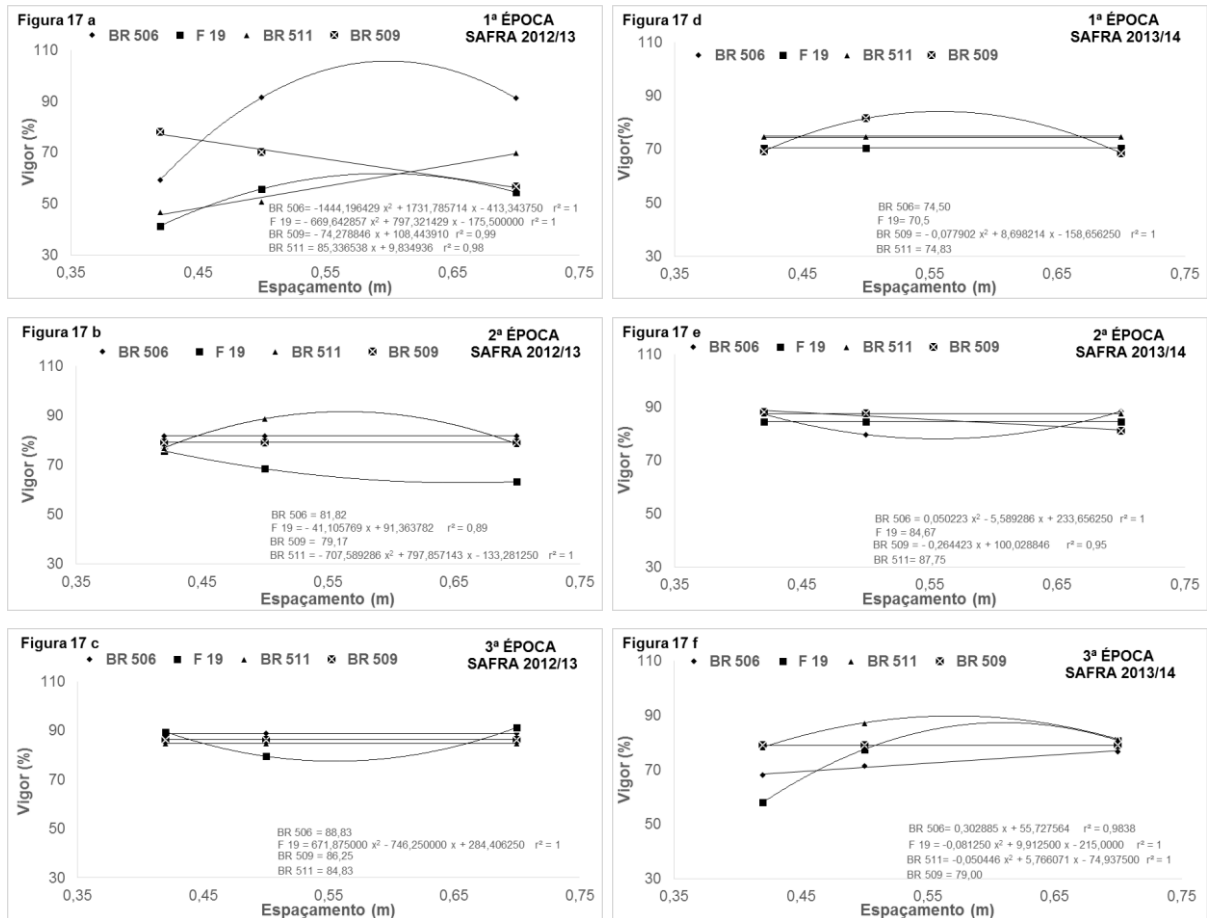 Figura 17 a
1ª ÉPOCA
SAFRA 2012/13
BR 506 F 19 BR 511 BR 509
110
90
70
50
30
Vigor (%)
BR 506= -1444,196429 x² + 1731,785714 x - 413,343750 r² = 1
F 19 = - 669,642857 x² + 797,321429 x - 175,500000 r² = 1
BR 509= - 74,278846 x + 108,443910 r² = 0,99
BR 511 = 85,336538 x + 9,834936 r² = 0,98
0,35 0,45 0,55 0,65 0,75
Espaçamento (m)
Figura 17 d
1ª ÉPOCA
SAFRA 2013/14
BR 506 F 19 BR 511 BR 509
110
90
70
50
30
Vigor(%)
BR 506= 74,50
F 19= 70,5
BR 509 = - 0,077902 x² + 8,698214 x - 158,656250 r² = 1
BR 511 = 74,83
0,35 0,45 0,55 0,65 0,75
Espaçamento (m)
Figura 17 b
2ª ÉPOCA
SAFRA 2012/13
BR 506 F 19 BR 511 BR 509
110
90
70
50
30
Vigor (%)
BR 506 = 81,82
F 19 = - 41,105769 x + 91,363782 r² = 0,89
BR 509 = 79,17
BR 511 = - 707,589286 x² + 797,857143 x - 133,281250 r² = 1
0,35 0,45 0,55 0,65 0,75
Espaçamento (m)
Figura 17 e
2ª ÉPOCA
SAFRA 2013/14
BR 506 F 19 BR 511 BR 509
110
90
70
50
30
Vigor (%)
BR 506 = 0,050223 x² - 5,589286 x + 233,656250 r² = 1
F 19 = 84,67
BR 509 = - 0,264423 x + 100,028846 r² = 0,95
BR 511= 87,75
0,35 0,45 0,55 0,65 0,75
Espaçamento (m)
Figura 17 c
3ª ÉPOCA
SAFRA 2012/13
BR 506 F 19 BR 511 BR 509
110
90
70
50
30
Vigor (%)
BR 506 = 88,83
F 19 = 671,875000 x² - 746,250000 x + 284,406250 r² = 1
BR 509 = 86,25
BR 511 = 84,83
0,35 0,45 0,55 0,65 0,75
Espaçamento (m)
Figura 17 f
3ª ÉPOCA
SAFRA 2013/14
BR 506 F 19 BR 511 BR 509
110
90
70
50
30
Vigor (%)
BR 506= 0,302885 x + 55,727564 r² = 0,9838
F 19 = -0,081250 x² + 9,912500 x - 215,0000 r² = 1
BR 511= -0,050446 x² + 5,766071 x - 74,937500 r² = 1
BR 509 = 79,00
0,35 0,45 0,55 0,65 0,75
Espaçamento (m)